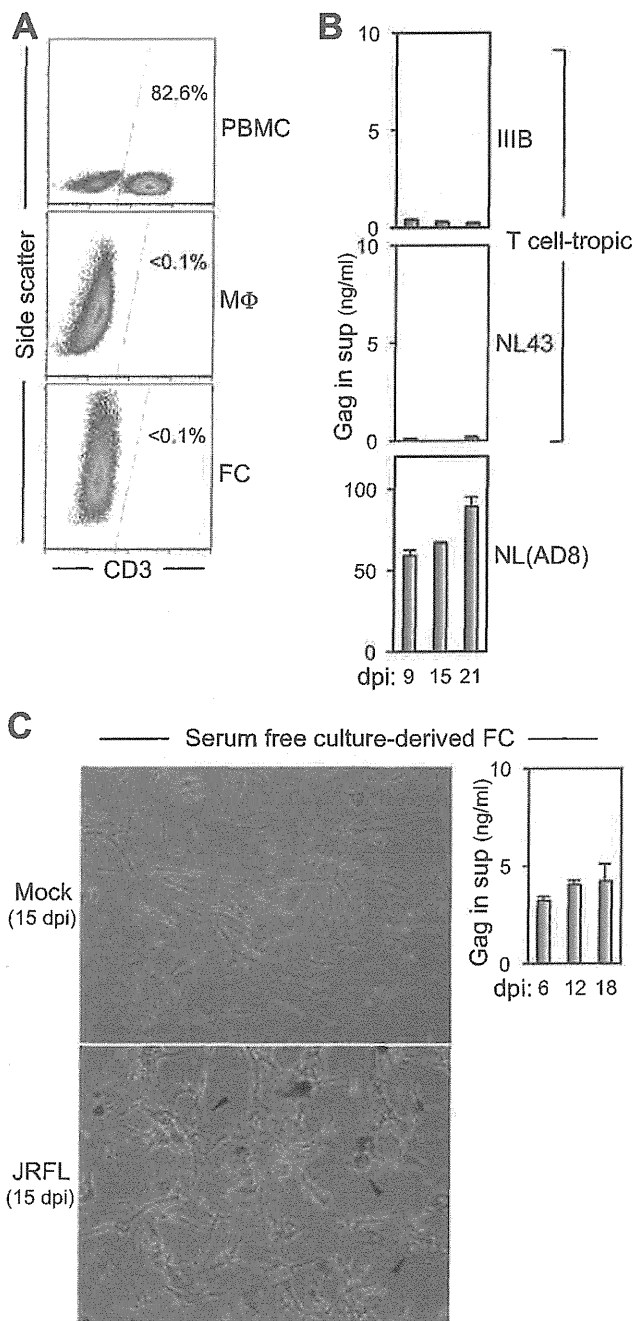 A
82.6%
PBMC
<0.1%
MΦ
<0.1%
FC
Side scatter
CD3
B
10
5
0
IIIB
10
5
0
NL43
T cell-tropic
100
50
0
NL(AD8)
Gag in sup (ng/ml)
dpi: 9 15 21
C
Serum free culture-derived FC
Mock
(15 dpi)
JRFL
(15 dpi)
10
5
0
Gag in sup (ng/ml)
dpi: 6 12 18